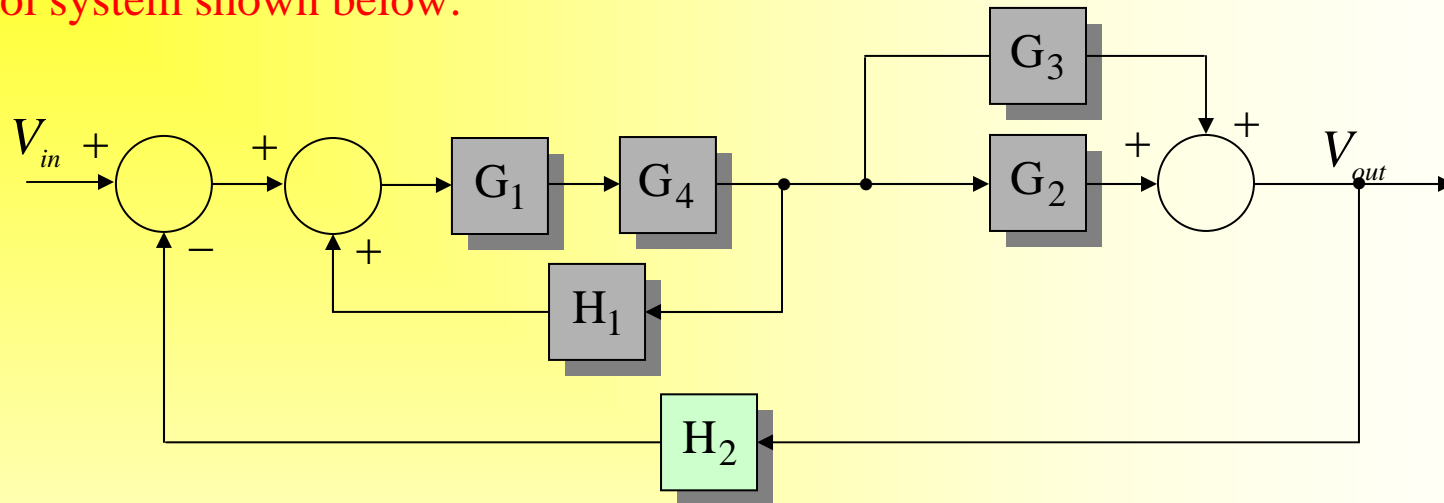 of system shown below.
G₃
V_in + + + +
G₁ G₄ G₂ V_out
− +
H₁
H₂